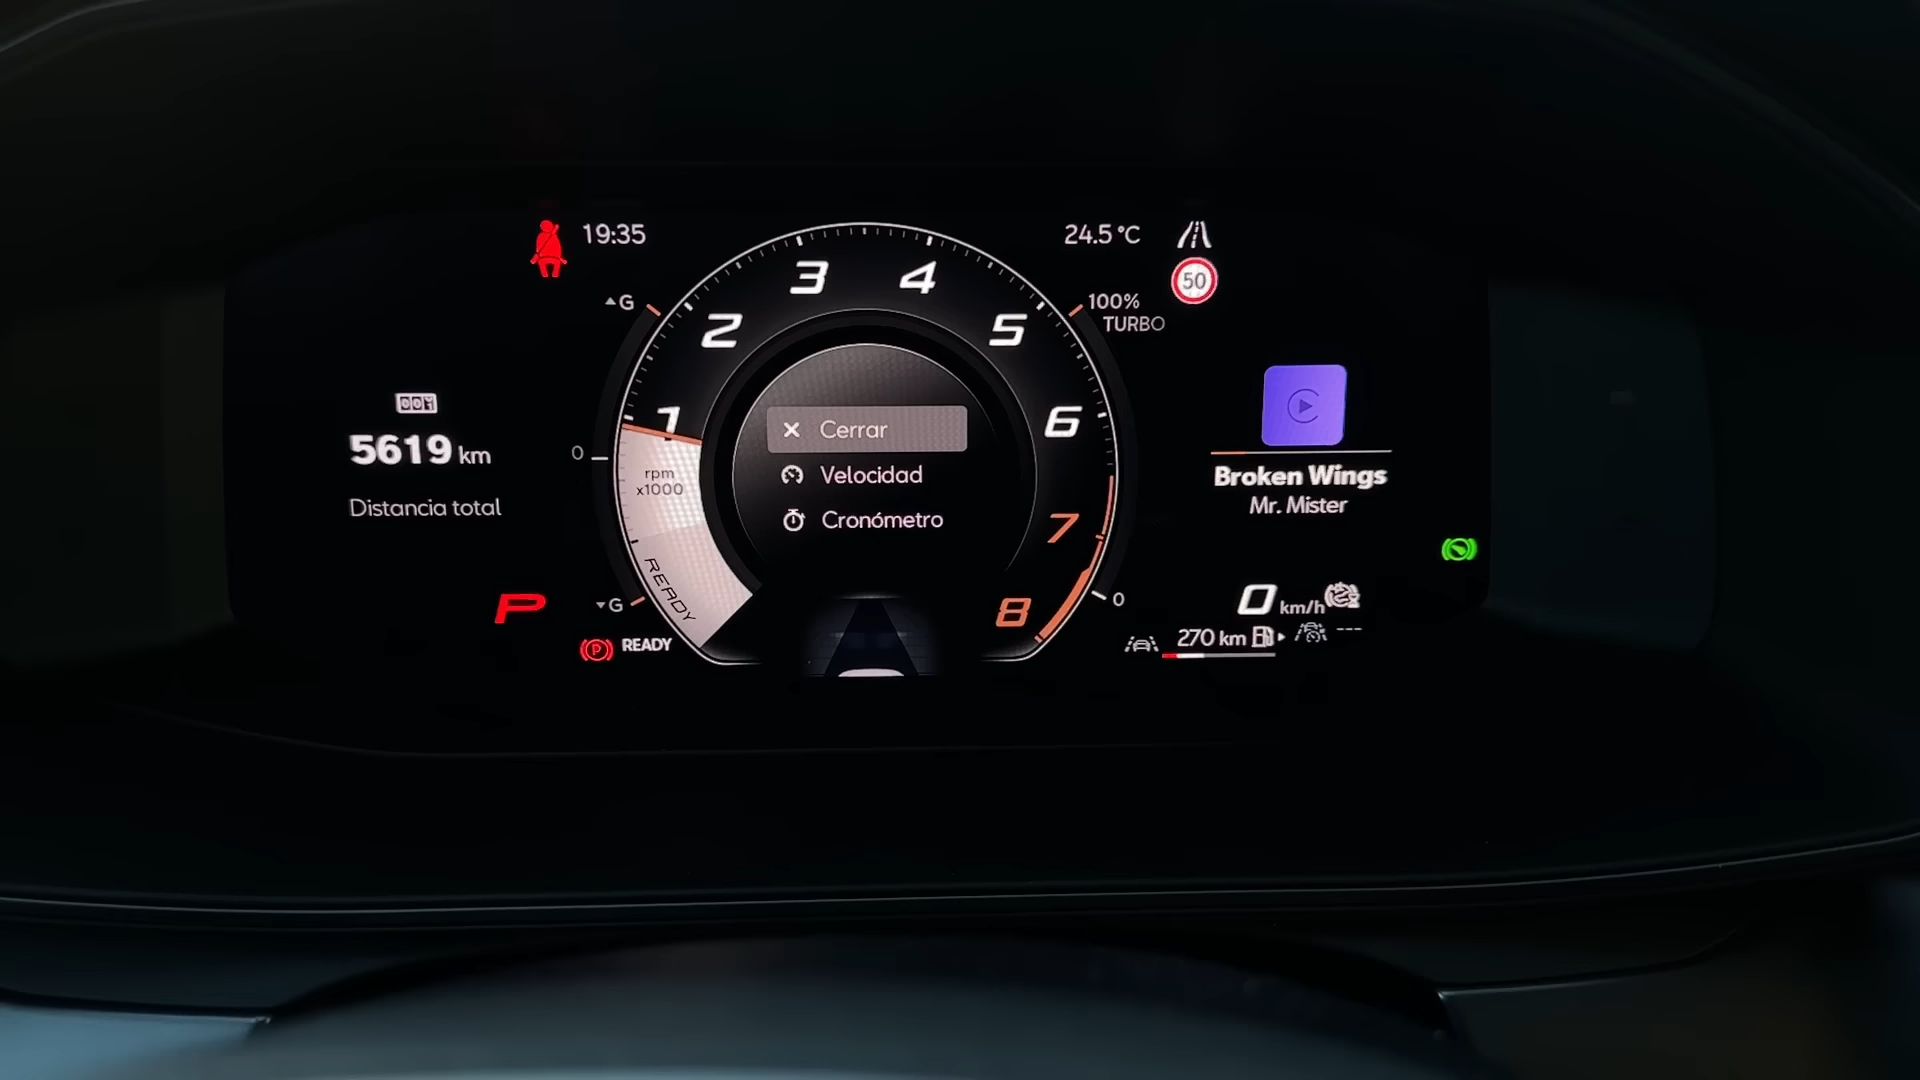 19:35
24.5 °C
50
G
100%
TURBO
3
4
2
5
1
6
7
8
0
rpm
x1000
READY
G
0
5619 km
Distancia total
Cerrar
Velocidad
Cronómetro
Broken Wings
Mr. Mister
P
P
READY
0 km/h
270 km
---